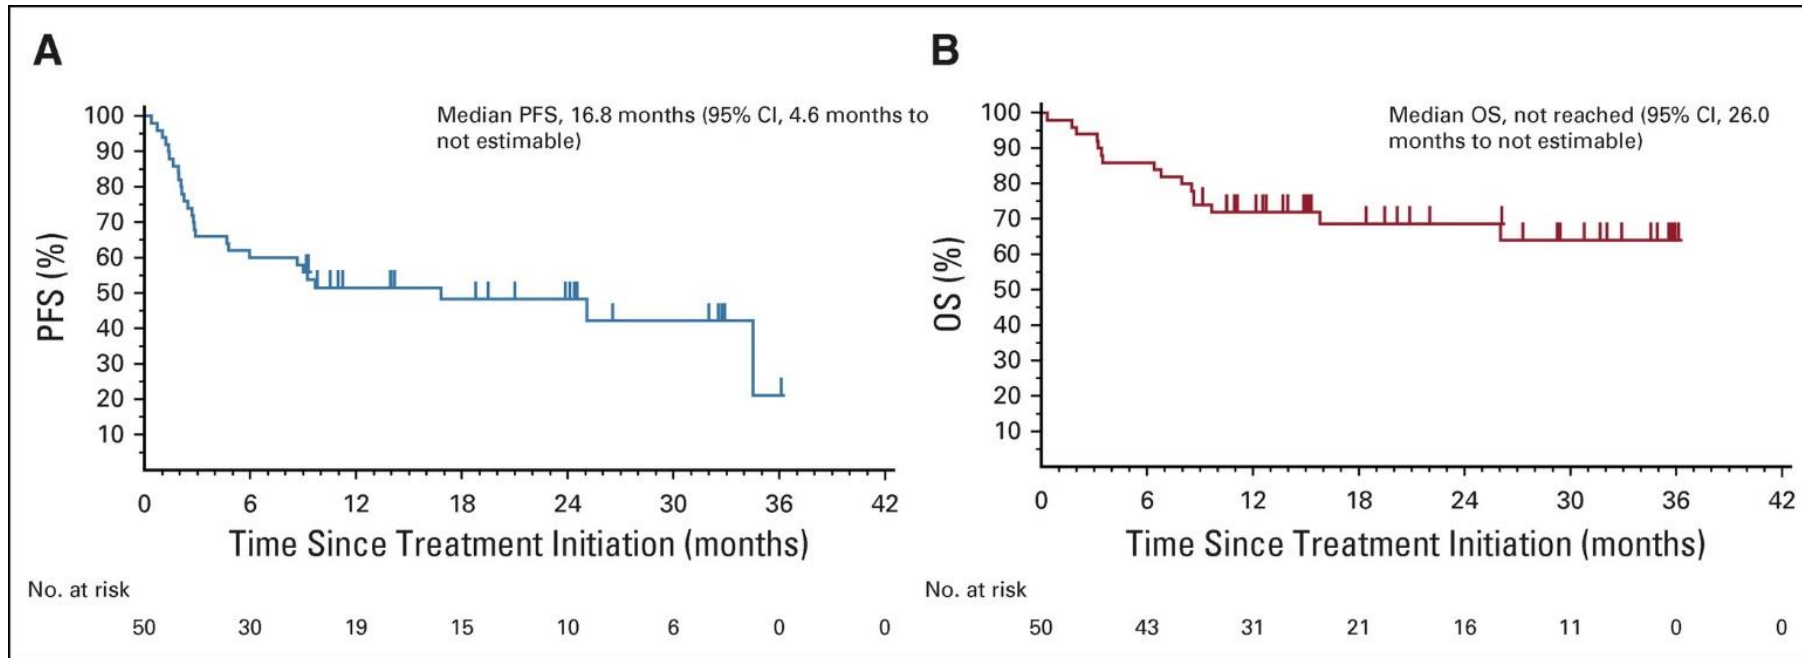 A
Median PFS, 16.8 months (95% CI, 4.6 months to
not estimable)
PFS (%)
100
90
80
70
60
50
40
30
20
10
0 6 12 18 24 30 36 42
Time Since Treatment Initiation (months)
No. at risk
50 30 19 15 10 6 0 0
B
Median OS, not reached (95% CI, 26.0
months to not estimable)
OS (%)
100
90
80
70
60
50
40
30
20
10
0 6 12 18 24 30 36 42
Time Since Treatment Initiation (months)
No. at risk
50 43 31 21 16 11 0 0